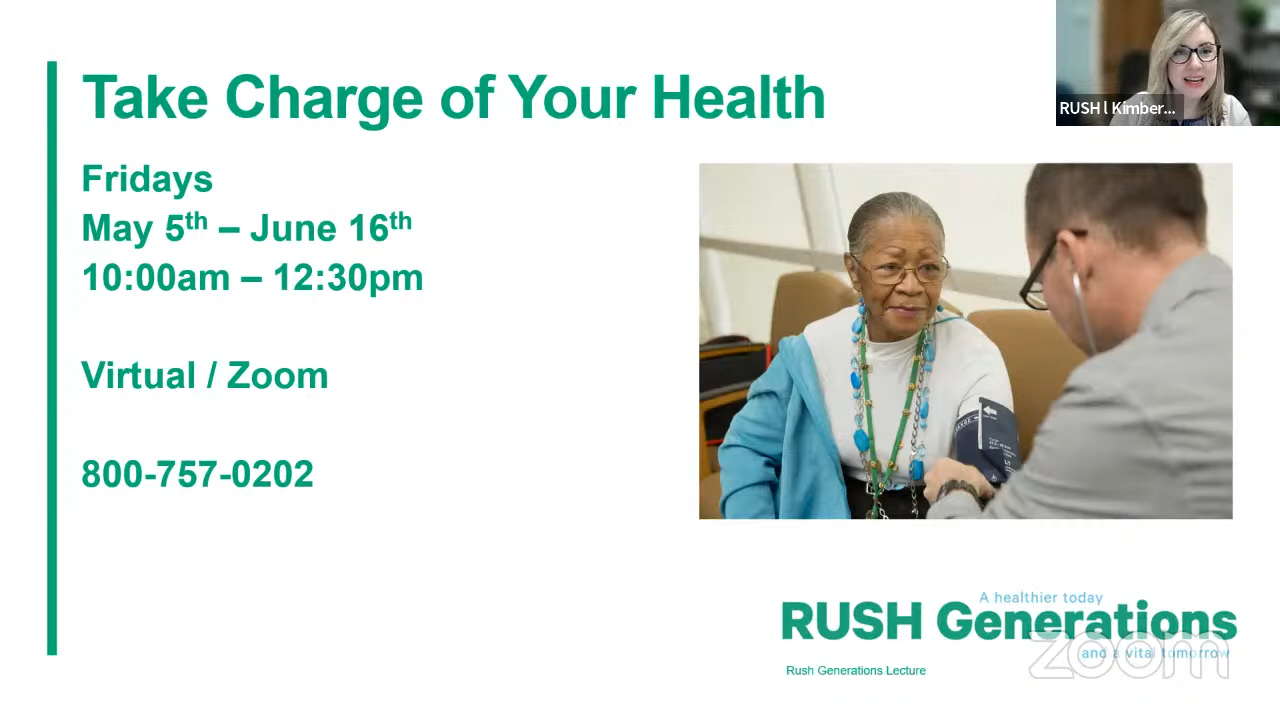 Take Charge of Your Health
RUSH l Kimber...
Fridays
May 5th – June 16th
10:00am – 12:30pm
Virtual / Zoom
800-757-0202
A healthier today
RUSH Generations
and a vital tomorrow
zoom
Rush Generations Lecture